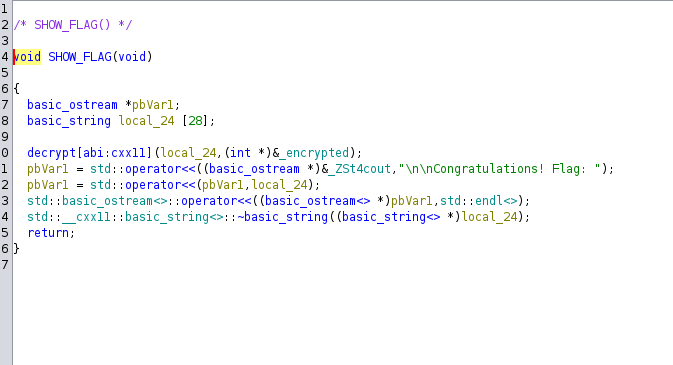 1
2 /* SHOW_FLAG() */
3
4 void SHOW_FLAG(void)
5
6 {
7   basic_ostream *pbVar1;
8   basic_string local_24 [28];
9
0   decrypt[abi:cxx11](local_24,(int *)&_encrypted);
1   pbVar1 = std::operator<<((basic_ostream *)&_ZSt4cout,"\n\nCongratulations! Flag: ");
2   pbVar1 = std::operator<<(pbVar1,local_24);
3   std::basic_ostream<>::operator<<((basic_ostream<> *)pbVar1,std::endl<>);
4   std::__cxx11::basic_string<>::~basic_string((basic_string<> *)local_24);
5   return;
6 }
7